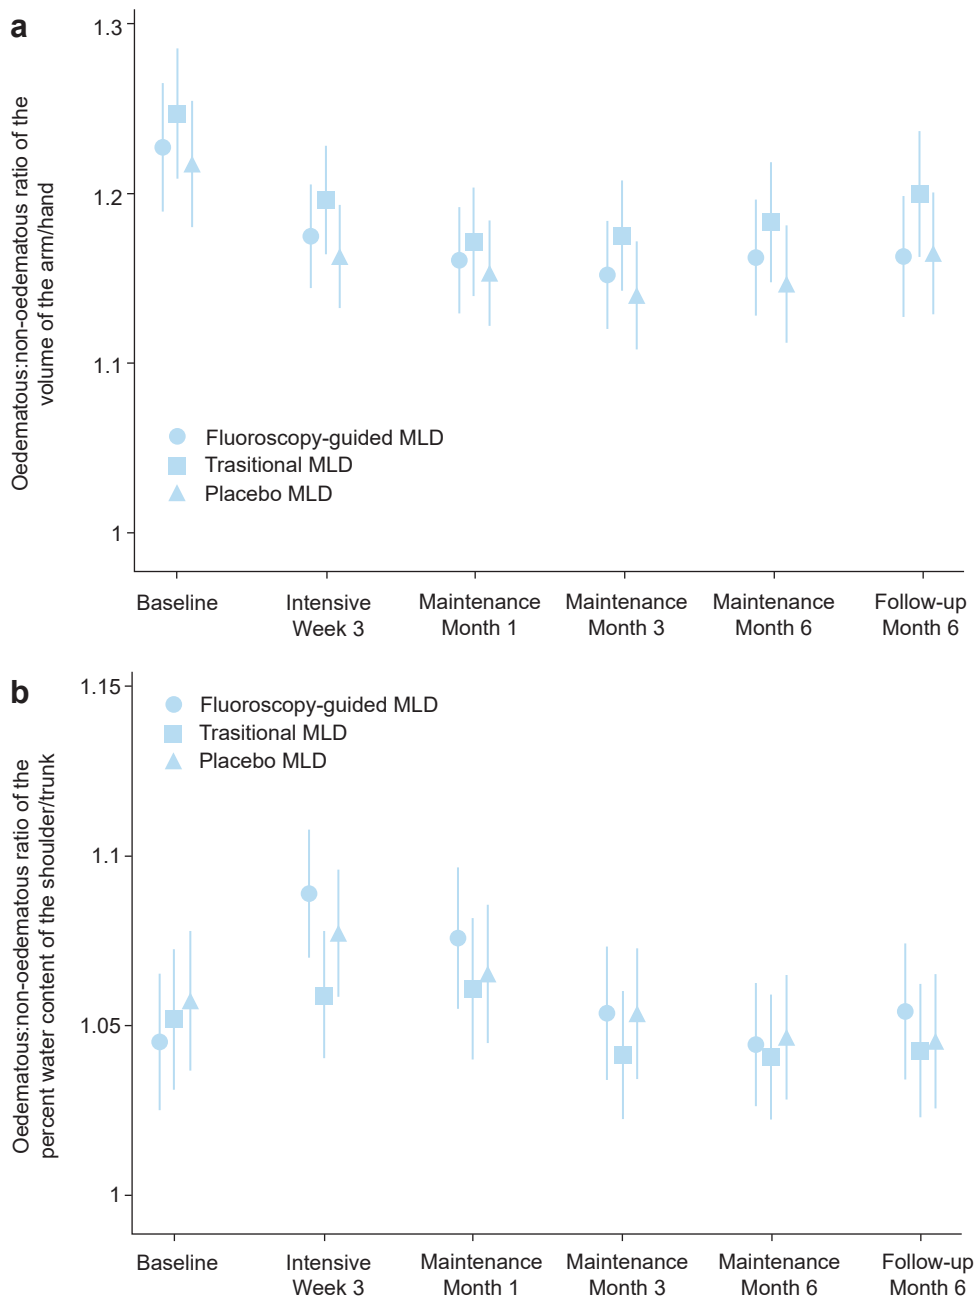 a
Oedematous:non-oedematous ratio of the
volume of the arm/hand
1.3
1.2
1.1
1
Fluoroscopy-guided MLD
Trasitional MLD
Placebo MLD
Baseline
Intensive
Week 3
Maintenance
Month 1
Maintenance
Month 3
Maintenance
Month 6
Follow-up
Month 6
b
Oedematous:non-oedematous ratio of the
percent water content of the shoulder/trunk
1.15
1.1
1.05
1
Fluoroscopy-guided MLD
Trasitional MLD
Placebo MLD
Baseline
Intensive
Week 3
Maintenance
Month 1
Maintenance
Month 3
Maintenance
Month 6
Follow-up
Month 6